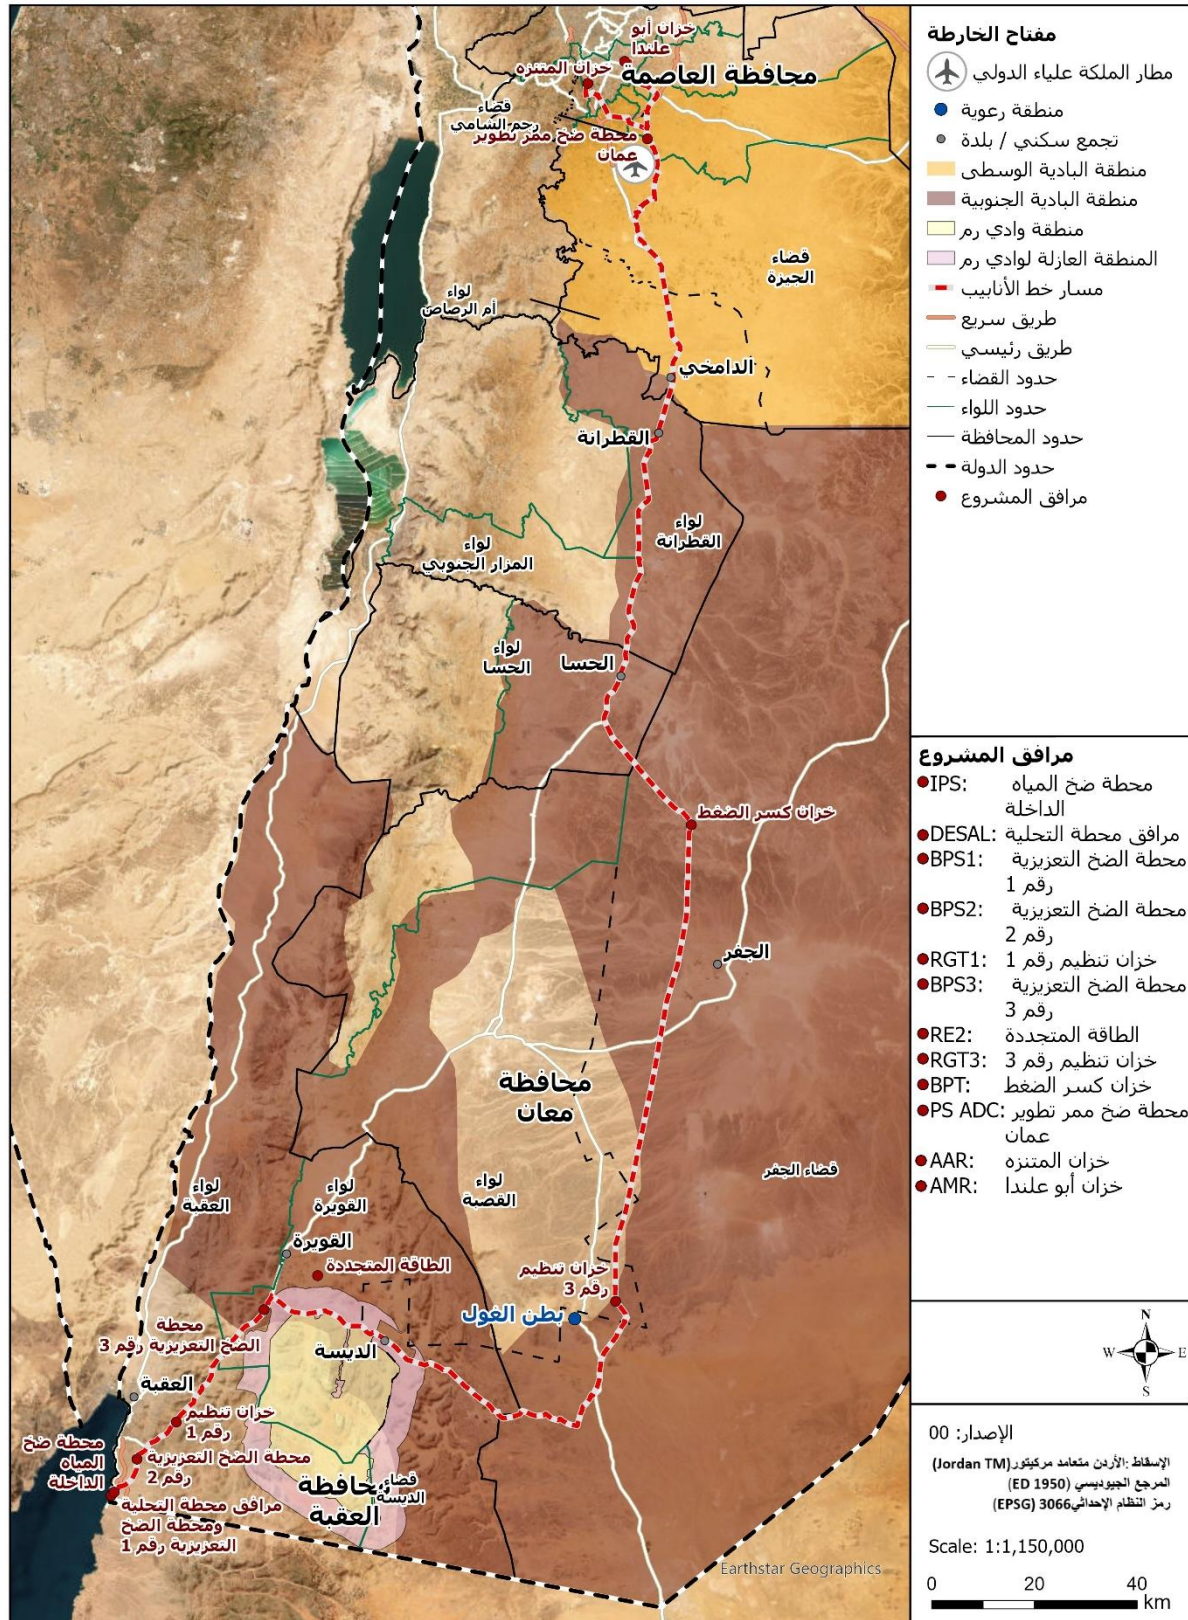 خزان أبو
علندا
خزان المتنزه
محافظة العاصمة
قضاء
رجم الشامي
محطة ضخ ممر تطوير
عمان
قضاء
الجيزة
لواء
أم الرصاص
الدامخي
القطرانة
لواء
القطرانة
لواء
المزار الجنوبي
لواء
الحسا
الحسا
خزان كسر الضغط
الجفر
محافظة
معان
لواء
العقبة
لواء
القويرة
لواء
القصبة
قضاء الجفر
القويرة
الطاقة المتجددة
خزان تنظيم
رقم 3
بطن الغول
محطة
الضخ التعزيزية رقم 3
الديسة
العقبة
خزان تنظيم
رقم 1
محطة ضخ
المياه
الداخلة
محطة الضخ التعزيزية
رقم 2
مرافق محطة التحلية
ومحطة الضخ
التعزيزية رقم 1
محافظة
العقبة
قضاء
الديسة
Earthstar Geographics
مفتاح الخارطة
مطار الملكة علياء الدولي
منطقة رعوية
تجمع سكني / بلدة
منطقة البادية الوسطى
منطقة البادية الجنوبية
منطقة وادي رم
المنطقة العازلة لوادي رم
مسار خط الأنابيب
طريق سريع
طريق رئيسي
حدود القضاء
حدود اللواء
حدود المحافظة
حدود الدولة
مرافق المشروع
مرافق المشروع
IPS: محطة ضخ المياه
الداخلة
DESAL: مرافق محطة التحلية
BPS1: محطة الضخ التعزيزية
رقم 1
BPS2: محطة الضخ التعزيزية
رقم 2
RGT1: خزان تنظيم رقم 1
BPS3: محطة الضخ التعزيزية
رقم 3
RE2: الطاقة المتجددة
RGT3: خزان تنظيم رقم 3
BPT: خزان كسر الضغط
PS ADC: محطة ضخ ممر تطوير
عمان
AAR: خزان المتنزه
AMR: خزان أبو علندا
N
W E
S
الإصدار: 00
الإسقاط :الأردن متعامد مركيتور(Jordan TM)
المرجع الجيوديسي (ED 1950)
رمز النظام الإحداثي3066 (EPSG)
Scale: 1:1,150,000
0 20 40
km